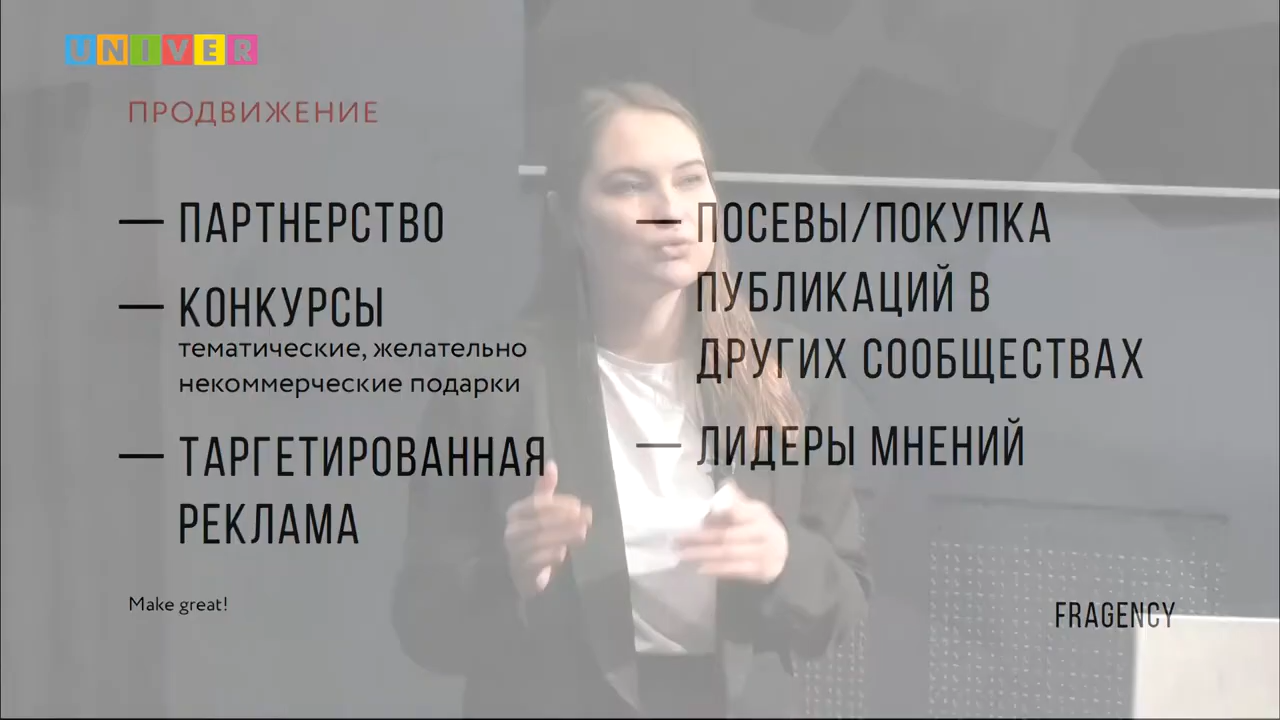 UNIVER
ПРОДВИЖЕНИЕ
— ПАРТНЕРСТВО
— КОНКУРСЫ
тематические, желательно
некоммерческие подарки
— ТАРГЕТИРОВАННАЯ
РЕКЛАМА
— ПОСЕВЫ/ПОКУПКА
ПУБЛИКАЦИЙ В
ДРУГИХ СООБЩЕСТВАХ
— ЛИДЕРЫ МНЕНИЙ
Make great!
FRAGENCY